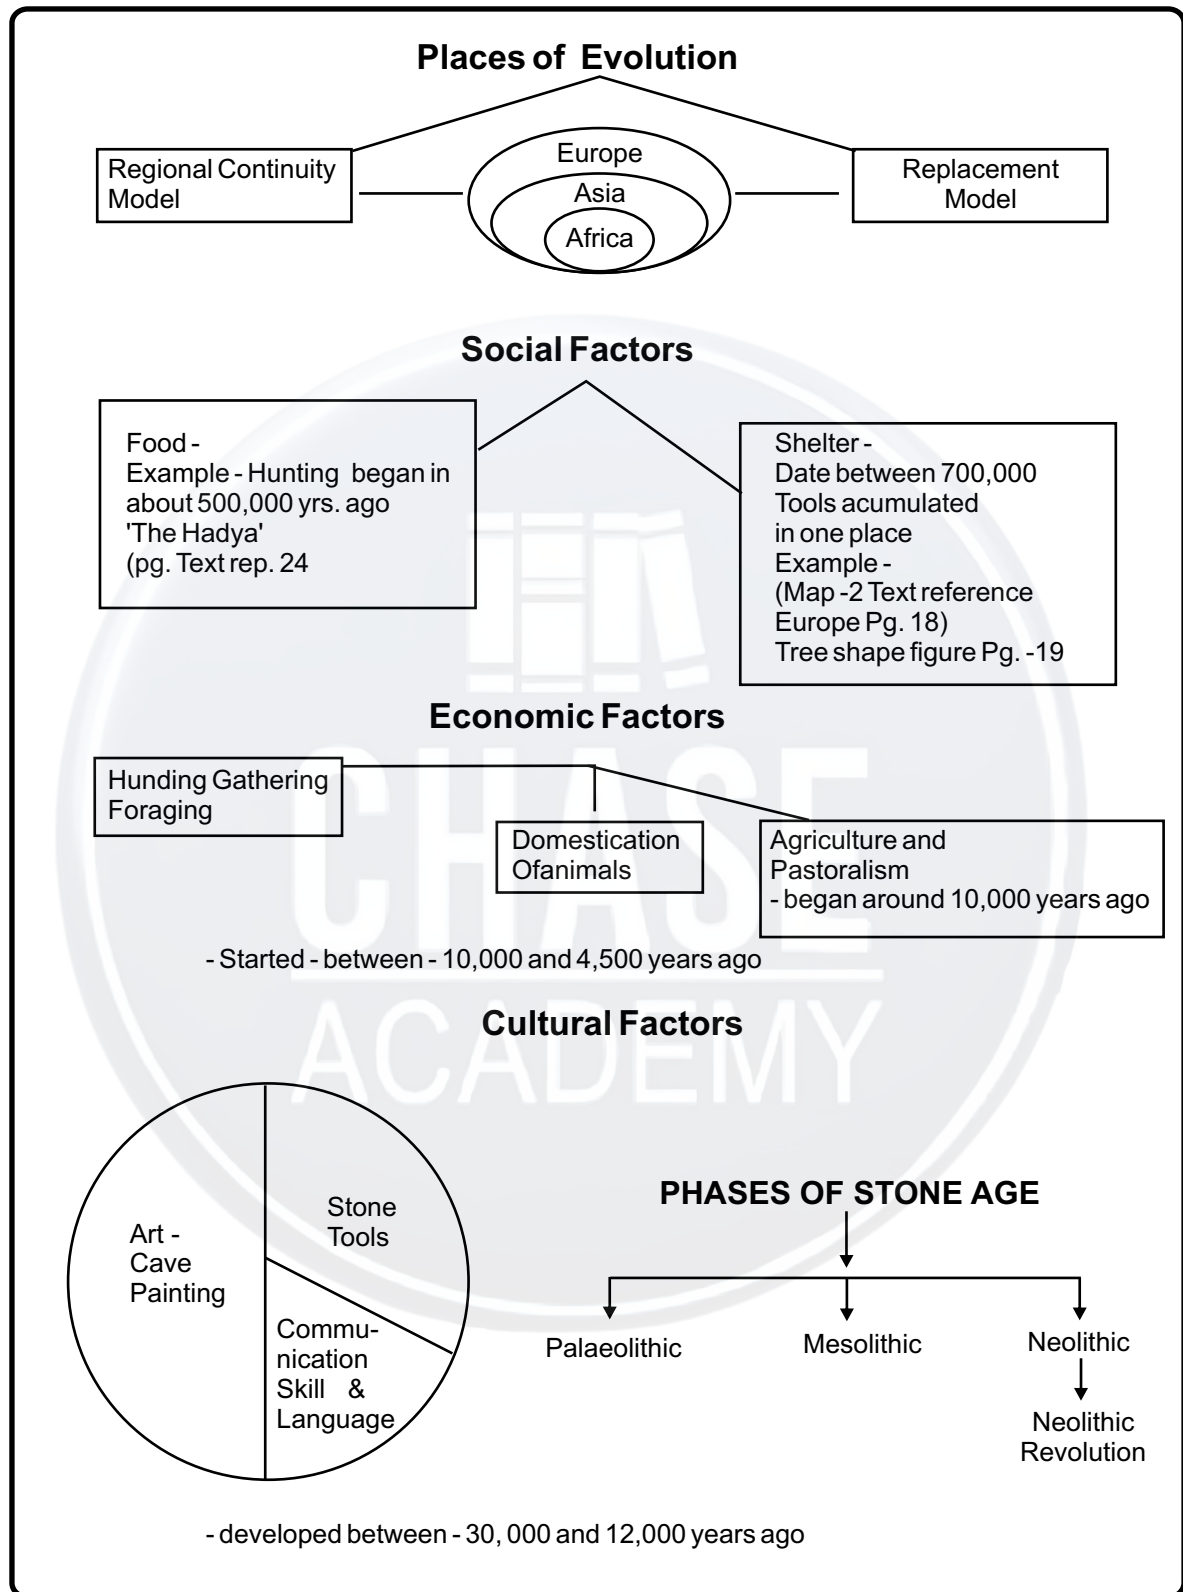 Places of Evolution
Regional Continuity
Model
Europe
Asia
Africa
Replacement
Model
Social Factors
Food -
Example - Hunting began in
about 500,000 yrs. ago
'The Hadya'
(pg. Text rep. 24
Shelter -
Date between 700,000
Tools acumulated
in one place
Example -
(Map -2 Text reference
Europe Pg. 18)
Tree shape figure Pg. -19
Economic Factors
Hunding Gathering
Foraging
Domestication
Ofanimals
Agriculture and
Pastoralism
- began around 10,000 years ago
- Started - between - 10,000 and 4,500 years ago
Cultural Factors
Art -
Cave
Painting
Stone
Tools
Commu-
nication
Skill &
Language
PHASES OF STONE AGE
Palaeolithic
Mesolithic
Neolithic
Neolithic
Revolution
- developed between - 30, 000 and 12,000 years ago
CHASE
ACADEMY